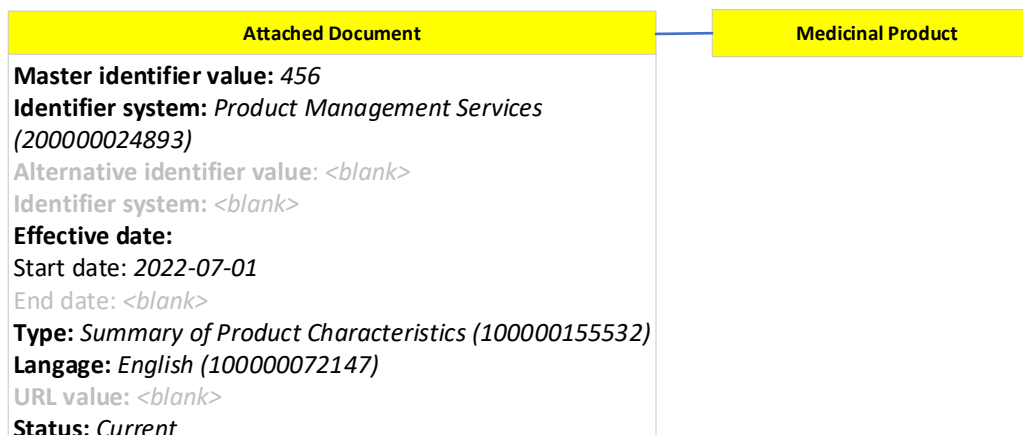 Attached Document
Medicinal Product
Master identifier value: 456
Identifier system: Product Management Services
(200000024893)
Alternative identifier value: <blank>
Identifier system: <blank>
Effective date:
Start date: 2022-07-01
End date: <blank>
Type: Summary of Product Characteristics (100000155532)
Langage: English (100000072147)
URL value: <blank>
Status: Current